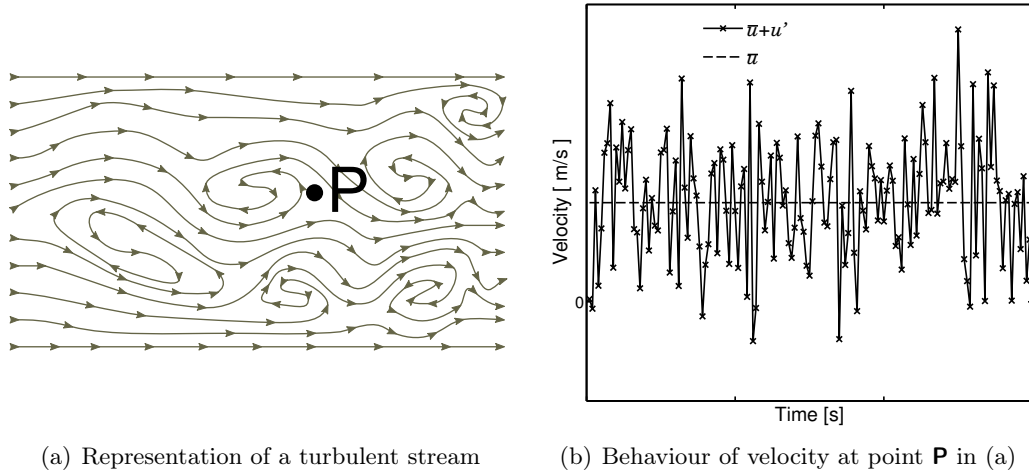 P
u̅+u'
u̅
Velocity [ m/s ]
0
Time [s]
(a) Representation of a turbulent stream
(b) Behaviour of velocity at point P in (a)